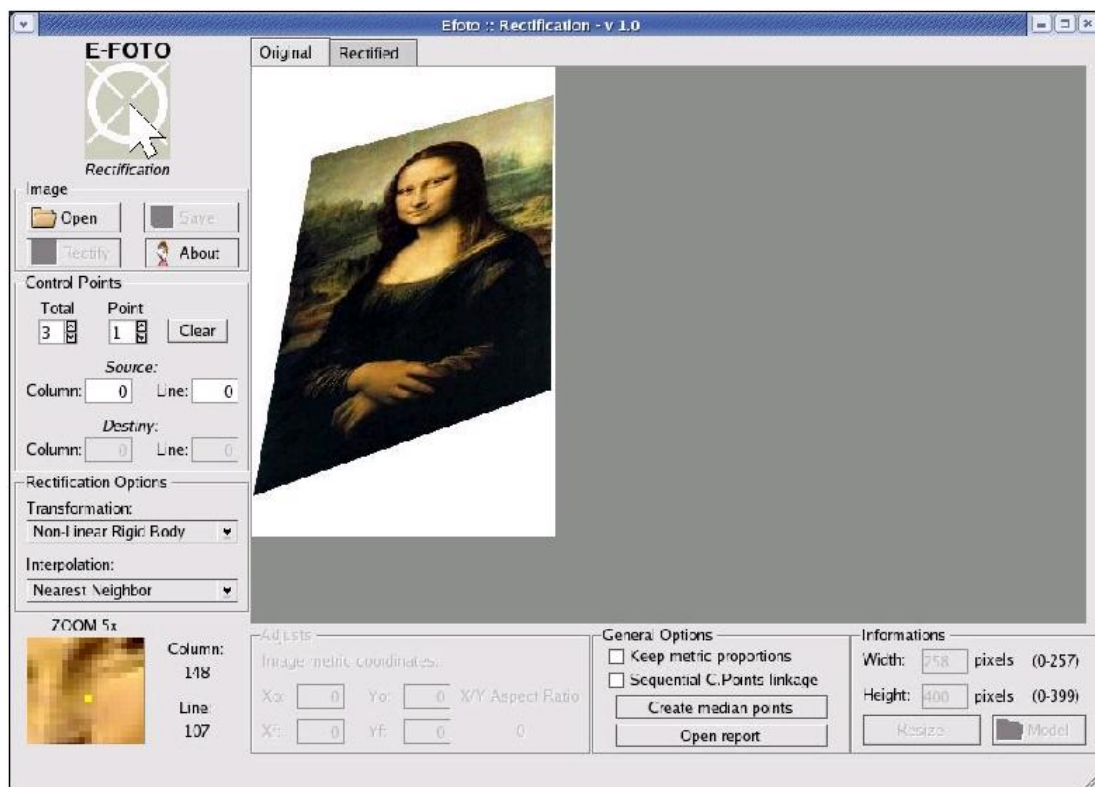 Efoto :: Rectification - v 1.0
E-FOTO
Rectification
Original
Rectified
Image
Open
Save
Rectify
About
Control Points
Total
Point
3
1
Clear
Source:
Column: 0 Line: 0
Destiny:
Column: 0 Line: 0
Rectification Options
Transformation:
Non-Linear Rigid Body
Interpolation:
Nearest Neighbor
ZOOM 5x
Column:
148
Line:
107
Adjusts
Image metric coordinates:
Xo: 0 Yo: 0 X/Y Aspect Ratio
Xf: 0 Yf: 0 0
General Options
Keep metric proportions
Sequential C.Points linkage
Create median points
Open report
Informations
Width: 258 pixels (0-257)
Height: 400 pixels (0-399)
Resize
Model